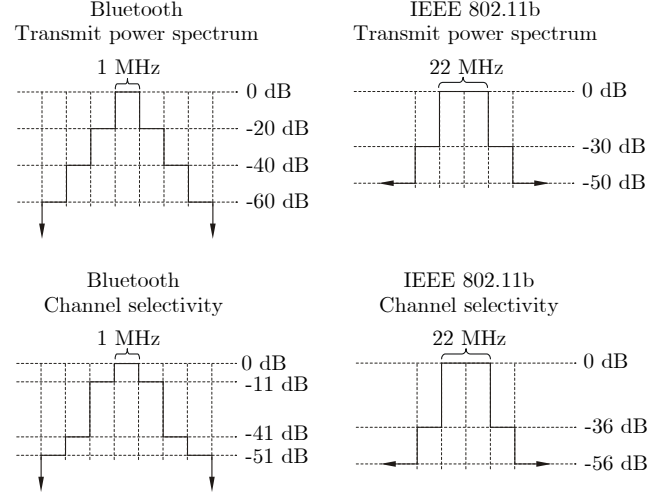 Bluetooth
Transmit power spectrum
1 MHz
0 dB
-20 dB
-40 dB
-60 dB
IEEE 802.11b
Transmit power spectrum
22 MHz
0 dB
-30 dB
-50 dB
Bluetooth
Channel selectivity
1 MHz
0 dB
-11 dB
-41 dB
-51 dB
IEEE 802.11b
Channel selectivity
22 MHz
0 dB
-36 dB
-56 dB